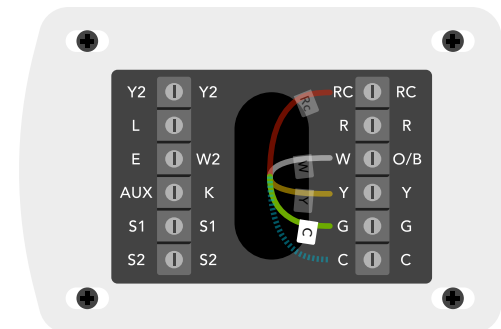 Y2 Y2 Rc RC RC
L R R
E W2 W W O/B
AUX K Y Y Y
S1 S1 C G G
S2 S2 C C